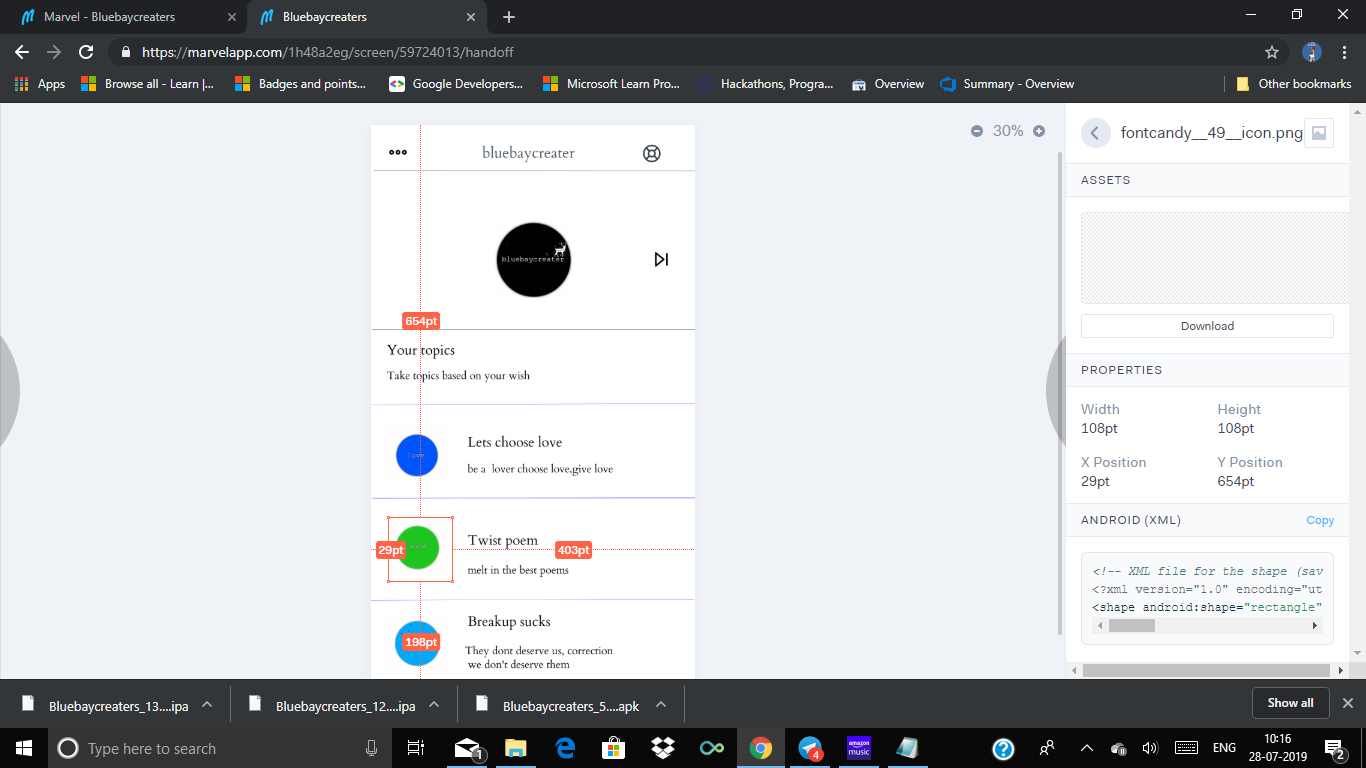 Marvel - Bluebaycreaters
Bluebaycreaters
https://marvelapp.com/1h48a2eg/screen/59724013/handoff
Apps
Browse all - Learn |...
Badges and points...
Google Developers...
Microsoft Learn Pro...
Hackathons, Progra...
Overview
Summary - Overview
Other bookmarks
30%
bluebaycreater
bluebaycreater
654pt
Your topics
Take topics based on your wish
love
Lets choose love
be a lover choose love,give love
29pt
Twist poem
403pt
melt in the best poems
198pt
Breakup sucks
They dont deserve us, correction
we don't deserve them
fontcandy__49__icon.png
ASSETS
Download
PROPERTIES
Width
Height
108pt
108pt
X Position
Y Position
29pt
654pt
ANDROID (XML)
Copy
<!-- XML file for the shape (sav
<?xml version="1.0" encoding="ut
<shape android:shape="rectangle"
Bluebaycreaters_13....ipa
Bluebaycreaters_12....ipa
Bluebaycreaters_5....apk
Show all
Type here to search
1
4
amazon music
ENG
10:16
28-07-2019
2